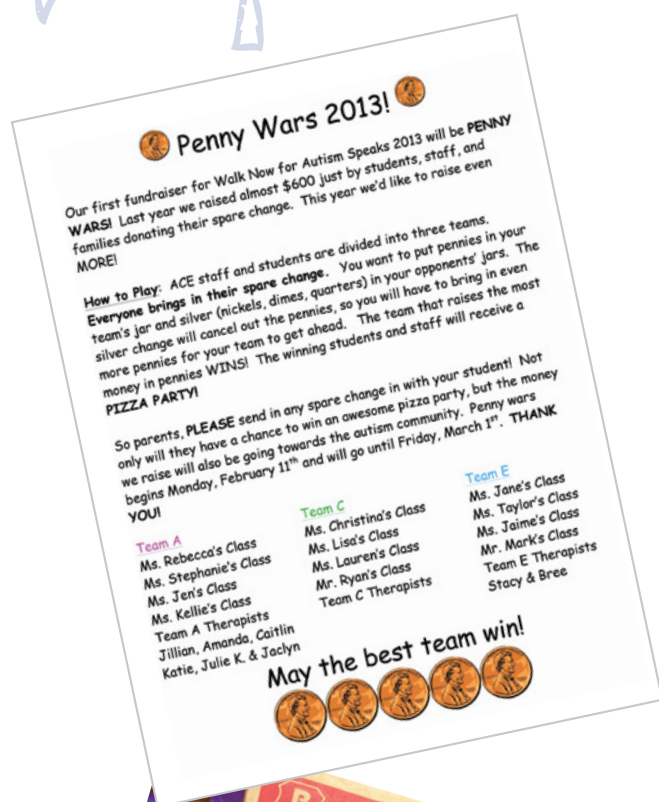 Penny Wars 2013!
Our first fundraiser for Walk Now for Autism Speaks 2013 will be PENNY
WARS! Last year we raised almost $600 just by students, staff, and
families donating their spare change. This year we'd like to raise even
MORE!
How to Play: ACE staff and students are divided into three teams.
Everyone brings in their spare change. You want to put pennies in your
team's jar and silver (nickels, dimes, quarters) in your opponents' jars. The
silver change will cancel out the pennies, so you will have to bring in even
more pennies for your team to get ahead. The team that raises the most
money in pennies WINS! The winning students and staff will receive a
PIZZA PARTY!
So parents, PLEASE send in any spare change in with your student! Not
only will they have a chance to win an awesome pizza party, but the money
we raise will also be going towards the autism community. Penny wars
begins Monday, February 11th and will go until Friday, March 1st. THANK
YOU!
Team A
Ms. Rebecca's Class
Ms. Stephanie's Class
Ms. Jen's Class
Ms. Kellie's Class
Team A Therapists
Jillian, Amanda, Caitlin
Katie, Julie K. & Jaclyn
Team C
Ms. Christina's Class
Ms. Lisa's Class
Ms. Lauren's Class
Mr. Ryan's Class
Team C Therapists
Team E
Ms. Jane's Class
Ms. Taylor's Class
Ms. Jaime's Class
Mr. Mark's Class
Team E Therapists
Stacy & Bree
May the best team win!